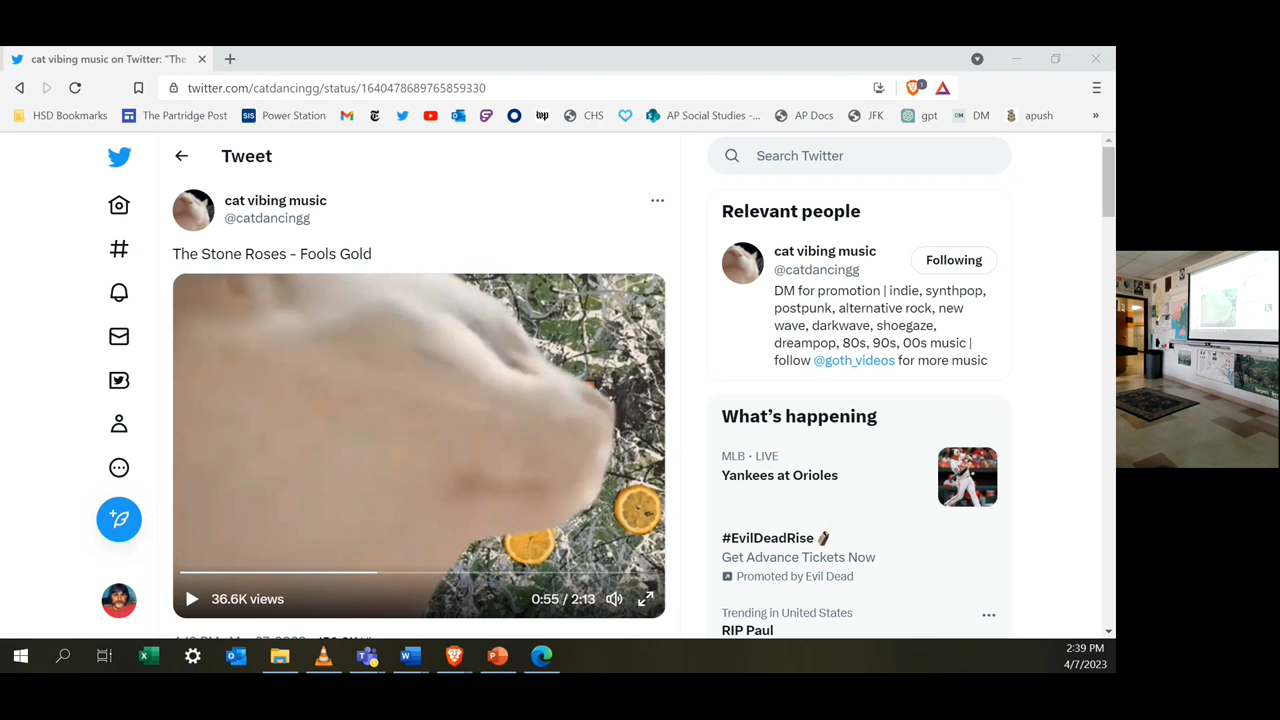 cat vibing music on Twitter: "The
twitter.com/catdancingg/status/1640478689765859330
1
HSD Bookmarks
The Partridge Post
SIS
Power Station
wp
CHS
AP Social Studies -...
AP Docs
JFK
gpt
DM
DM
apush
»
Tweet
Search Twitter
cat vibing music
@catdancingg
The Stone Roses - Fools Gold
36.6K views
0:55 / 2:13
Relevant people
cat vibing music
@catdancingg
Following
DM for promotion | indie, synthpop,
postpunk, alternative rock, new
wave, darkwave, shoegaze,
dreampop, 80s, 90s, 00s music |
follow @goth_videos for more music
What's happening
MLB · LIVE
Yankees at Orioles
#EvilDeadRise
Get Advance Tickets Now
Promoted by Evil Dead
Trending in United States
RIP Paul
2:39 PM
4/7/2023